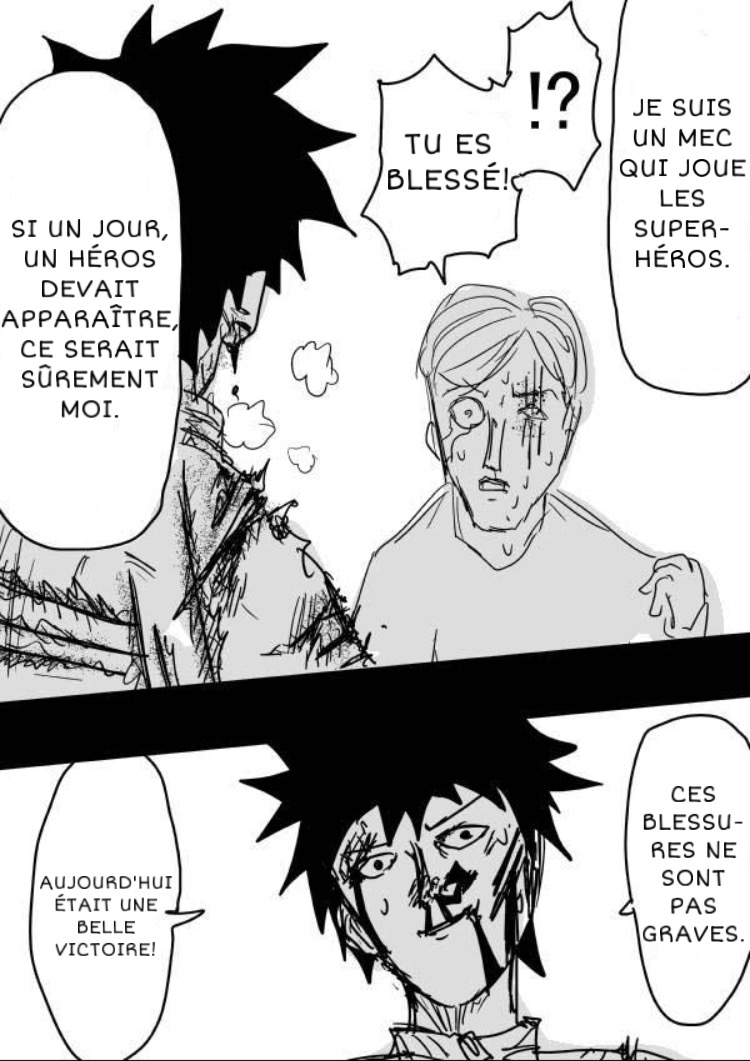 JE SUIS
UN MEC
QUI JOUE
LES
SUPER-
HÉROS.
!?
TU ES
BLESSÉ!
SI UN JOUR,
UN HÉROS
DEVAIT
APPARAÎTRE,
CE SERAIT
SÛREMENT
MOI.
CES
BLESSU-
RES NE
SONT
PAS
GRAVES.
AUJOURD'HUI
ÉTAIT UNE
BELLE
VICTOIRE!